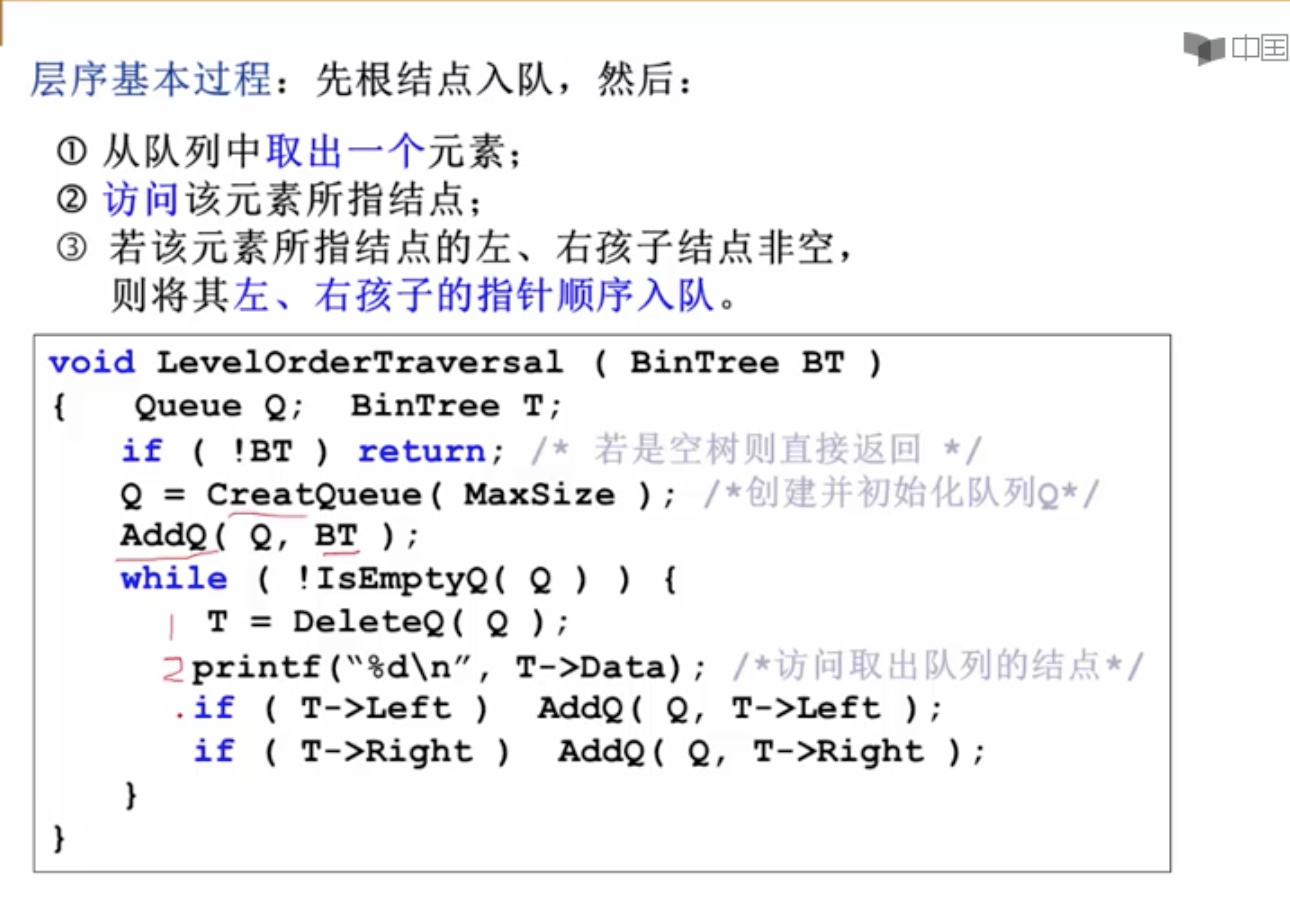 中国
层序基本过程：先根结点入队，然后：
① 从队列中取出一个元素；
② 访问该元素所指结点；
③ 若该元素所指结点的左、右孩子结点非空，
则将其左、右孩子的指针顺序入队。
void LevelOrderTraversal ( BinTree BT )
{ Queue Q; BinTree T;
if ( !BT ) return; /* 若是空树则直接返回 */
Q = CreatQueue( MaxSize ); /*创建并初始化队列Q*/
AddQ( Q, BT );
while ( !IsEmptyQ( Q ) ) {
1 T = DeleteQ( Q );
2 printf(“%d\n”, T->Data); /*访问取出队列的结点*/
if ( T->Left ) AddQ( Q, T->Left );
if ( T->Right ) AddQ( Q, T->Right );
}
}